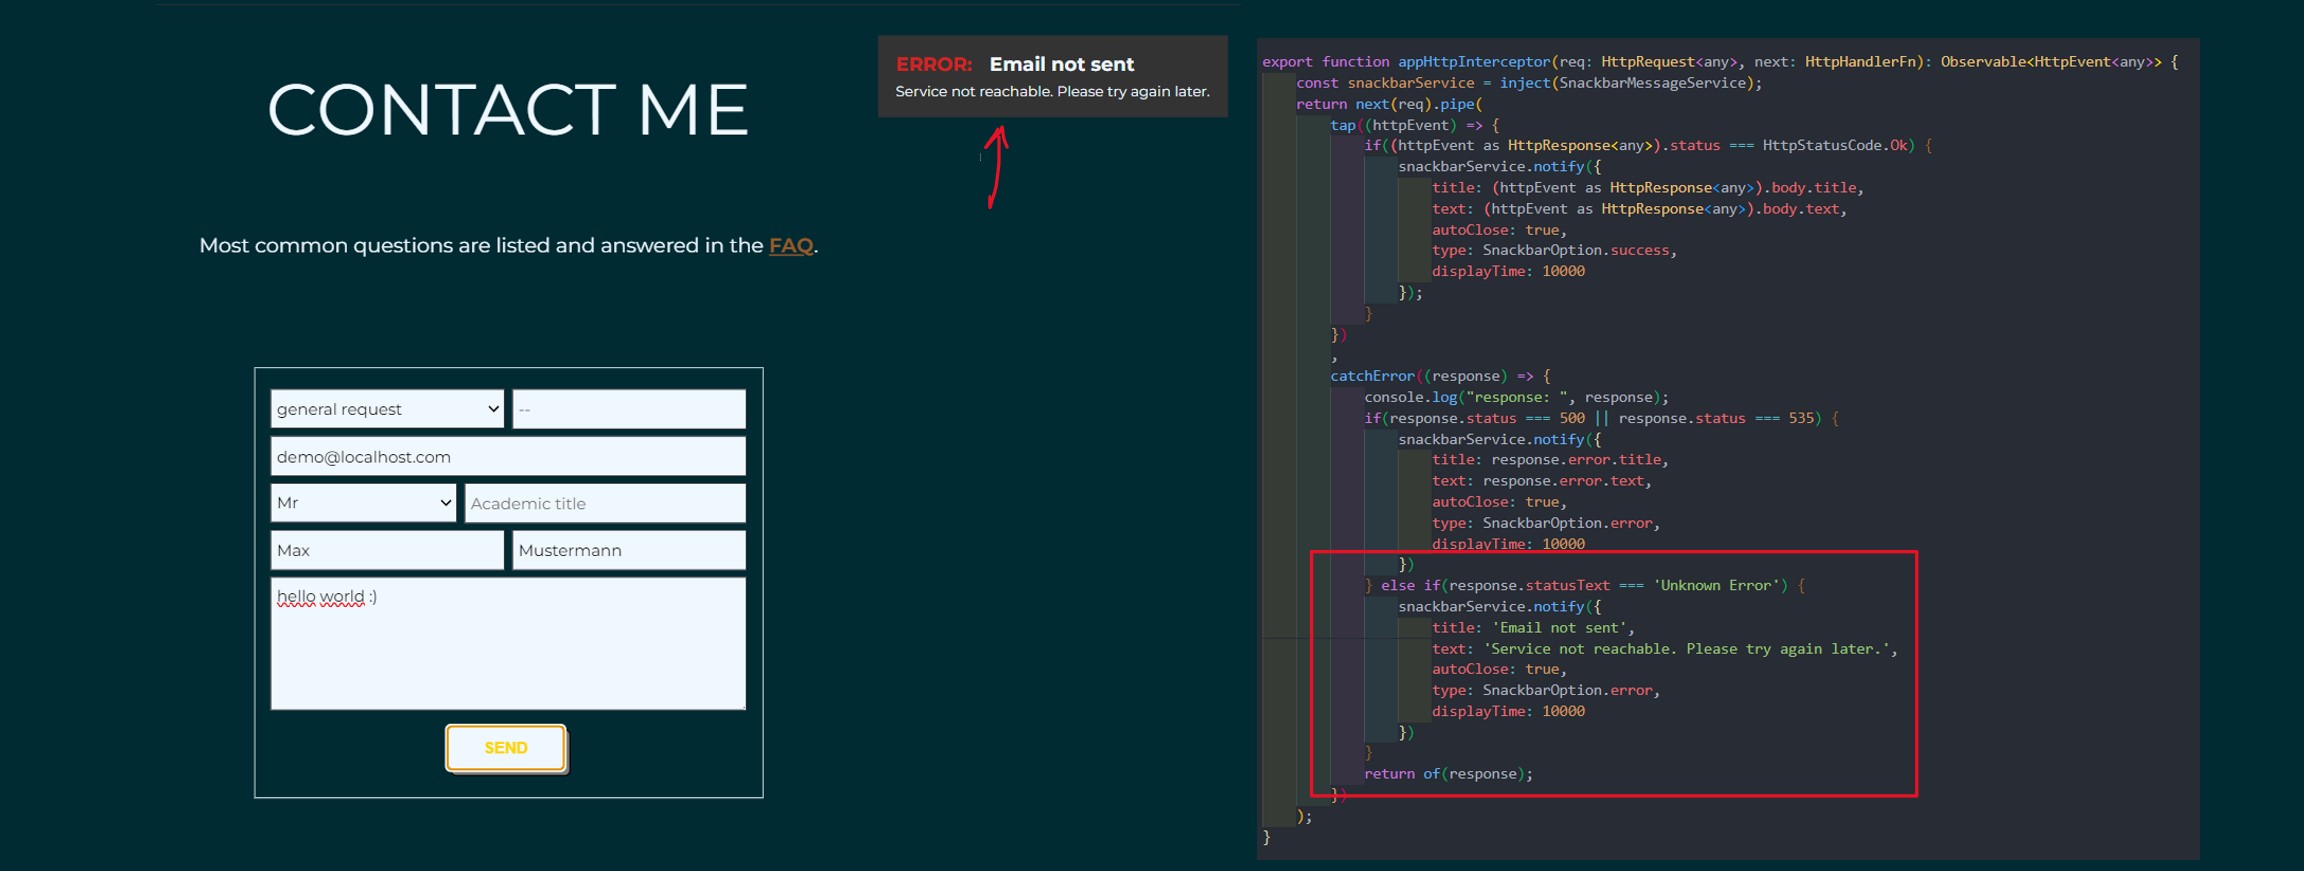 CONTACT ME
ERROR: Email not sent
Service not reachable. Please try again later.
Most common questions are listed and answered in the FAQ.
general request
--
demo@localhost.com
Mr
Academic title
Max
Mustermann
hello world :)
SEND
export function appHttpInterceptor(req: HttpRequest<any>, next: HttpHandlerFn): Observable<HttpEvent<any>> {
const snackbarService = inject(SnackbarMessageService);
return next(req).pipe(
tap((httpEvent) => {
if((httpEvent as HttpResponse<any>).status === HttpStatusCode.Ok) {
snackbarService.notify({
title: (httpEvent as HttpResponse<any>).body.title,
text: (httpEvent as HttpResponse<any>).body.text,
autoClose: true,
type: SnackbarOption.success,
displayTime: 10000
});
}
})
,
catchError((response) => {
console.log("response: ", response);
if(response.status === 500 || response.status === 535) {
snackbarService.notify({
title: response.error.title,
text: response.error.text,
autoClose: true,
type: SnackbarOption.error,
displayTime: 10000
})
} else if(response.statusText === 'Unknown Error') {
snackbarService.notify({
title: 'Email not sent',
text: 'Service not reachable. Please try again later.',
autoClose: true,
type: SnackbarOption.error,
displayTime: 10000
})
}
return of(response);
})
);
}